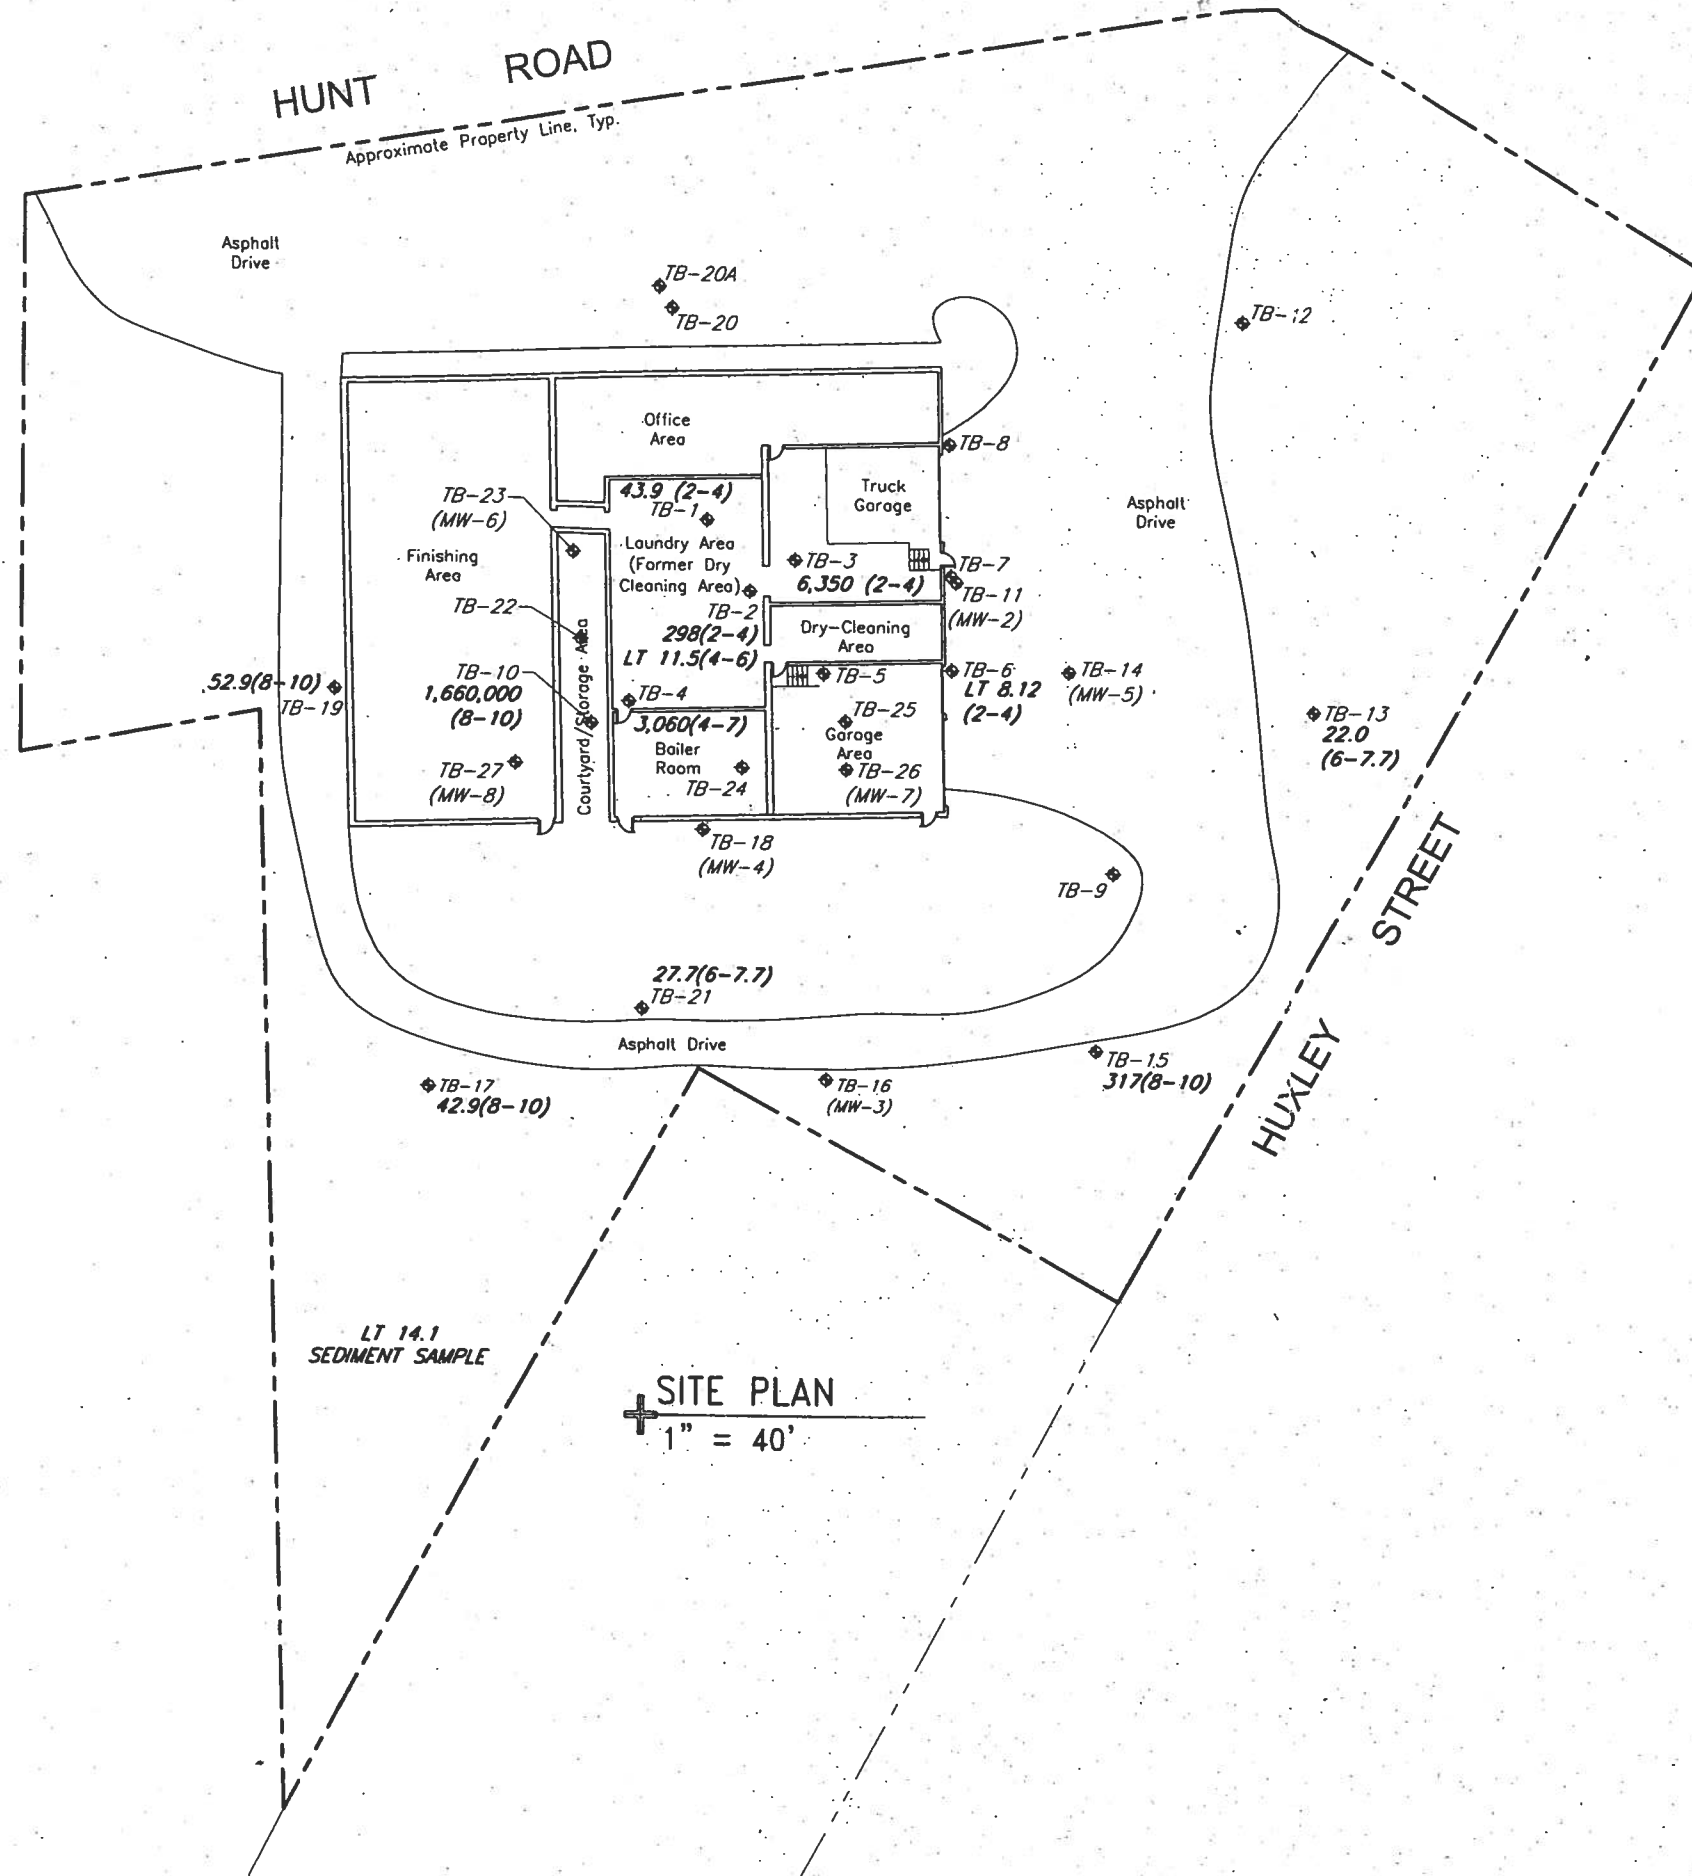 HUNT ROAD
Approximate Property Line, Typ.
Asphalt
Drive
TB-20A
TB-20
TB-12
Office
Area
TB-8
Truck
Garage
Asphalt
Drive
TB-23
(MW-6)
43.9 (2-4)
TB-1
Finishing
Area
Laundry Area
(Former Dry
Cleaning Area)
TB-3
6,350 (2-4)
TB-7
TB-11
(MW-2)
TB-22
TB-2
298(2-4)
LT 11.5(4-6)
Dry-Cleaning
Area
TB-10
1,660,000
(8-10)
Courtyard/Storage Area
TB-4
3,060(4-7)
TB-5
TB-6
LT 8.12
(2-4)
TB-14
(MW-5)
52.9(8-10)
TB-19
TB-25
Garage
Area
TB-26
(MW-7)
TB-13
22.0
(6-7.7)
Boiler
Room
TB-24
TB-27
(MW-8)
TB-18
(MW-4)
TB-9
HUXLEY STREET
27.7(6-7.7)
TB-21
Asphalt Drive
TB-15
317(8-10)
TB-17
42.9(8-10)
TB-16
(MW-3)
LT 14.1
SEDIMENT SAMPLE
SITE PLAN
1" = 40'